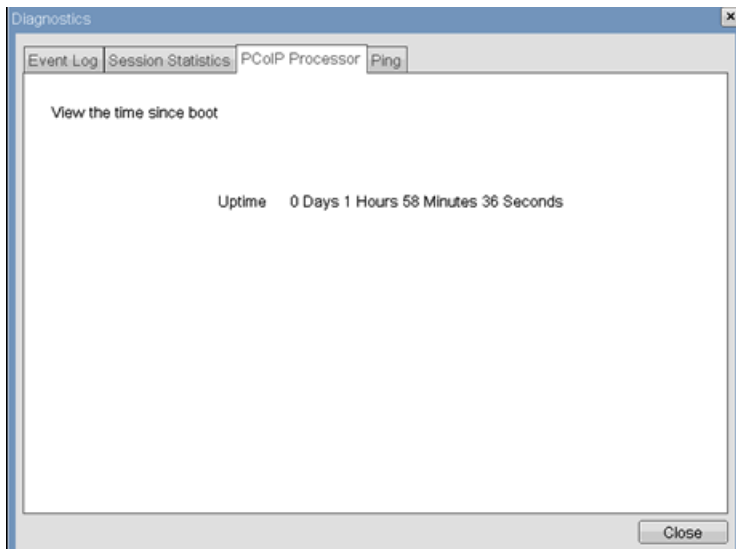 Diagnostics
Event Log Session Statistics PCoIP Processor Ping
View the time since boot
Uptime 0 Days 1 Hours 58 Minutes 36 Seconds
Close